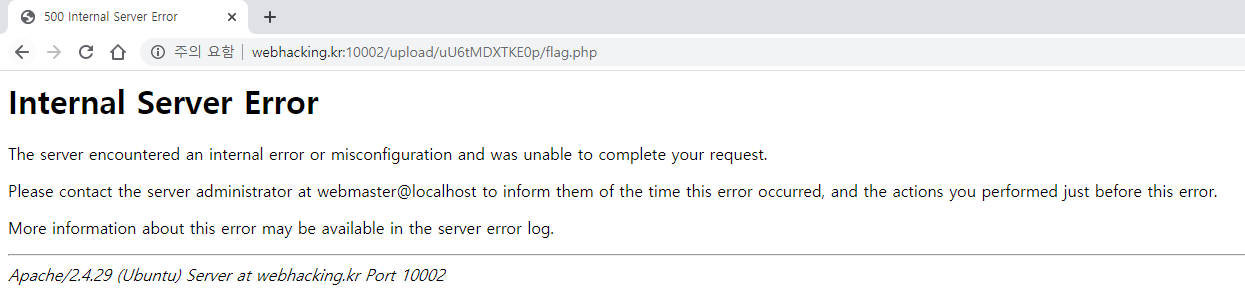 500 Internal Server Error
주의 요함 webhacking.kr:10002/upload/uU6tMDXTKE0p/flag.php
Internal Server Error
The server encountered an internal error or misconfiguration and was unable to complete your request.
Please contact the server administrator at webmaster@localhost to inform them of the time this error occurred, and the actions you performed just before this error.
More information about this error may be available in the server error log.
Apache/2.4.29 (Ubuntu) Server at webhacking.kr Port 10002